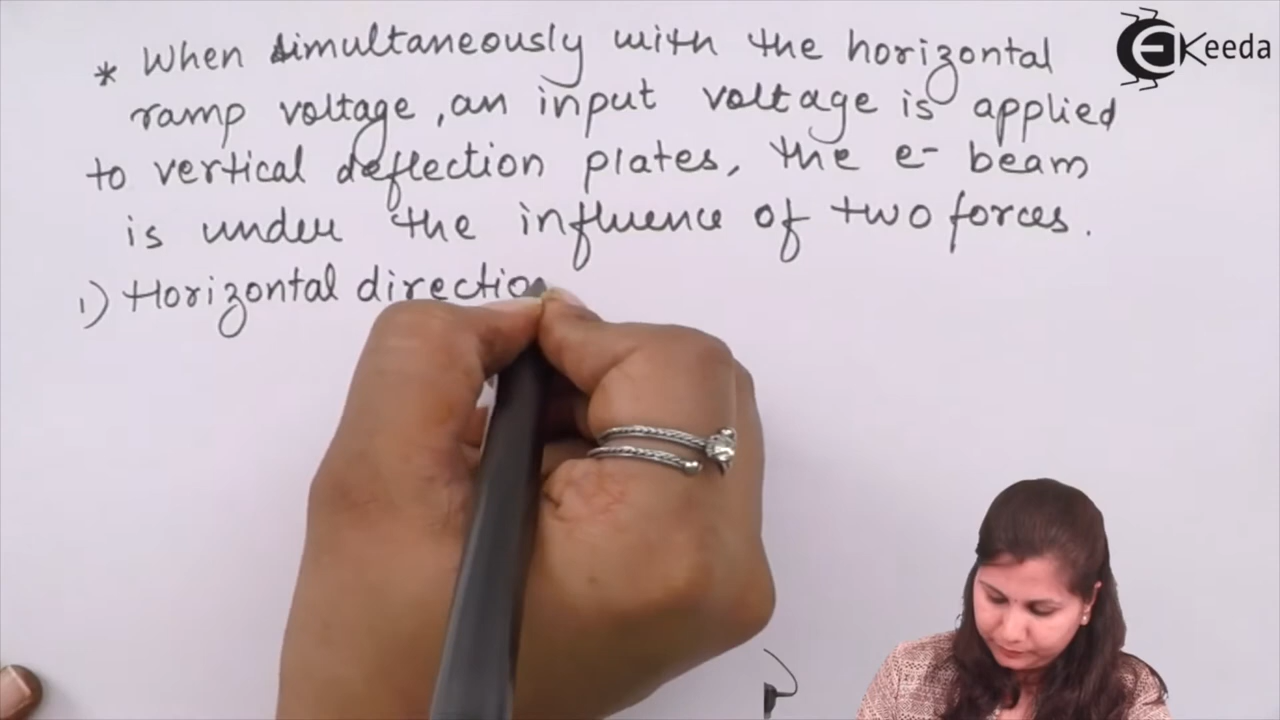 EKeeda
* When simultaneously with the horizontal
ramp voltage, an input voltage is applied
to vertical deflection plates, the e- beam
is under the influence of two forces.
1) Horizontal directio